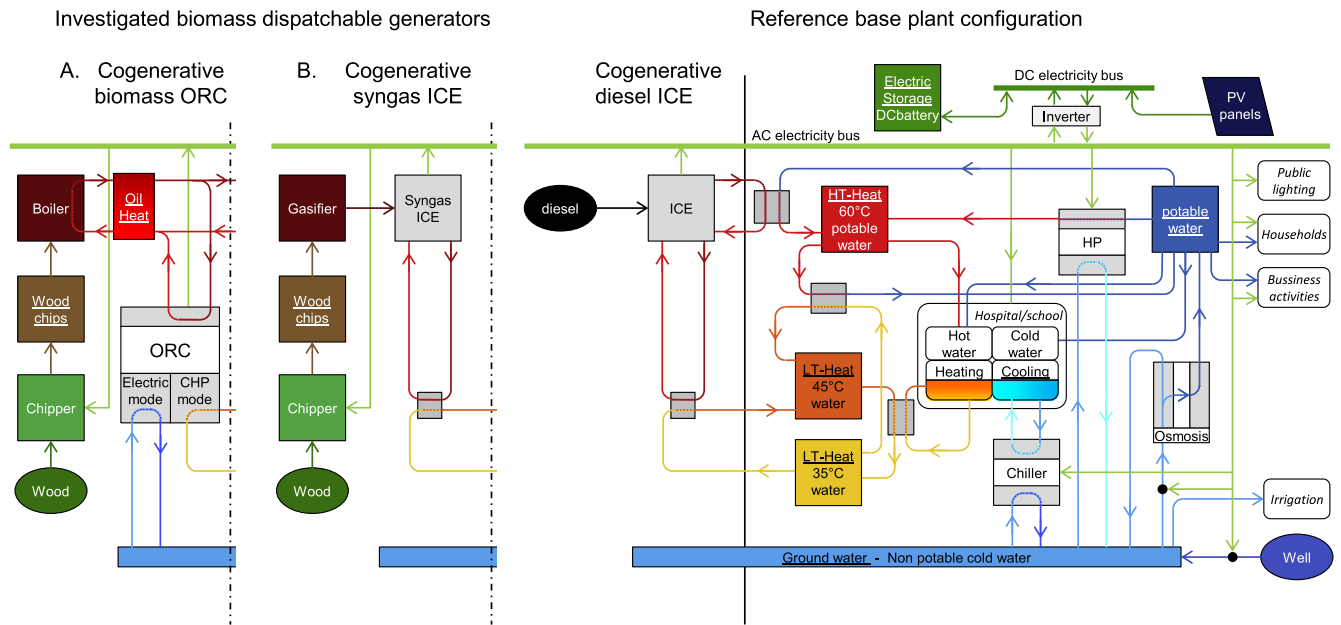 Investigated biomass dispatchable generators
Reference base plant configuration
A. Cogenerative
biomass ORC
B. Cogenerative
syngas ICE
Cogenerative
diesel ICE
DC electricity bus
Electric
Storage
DCbattery
Inverter
PV
panels
AC electricity bus
Boiler
Oil
Heat
Wood
chips
Chipper
Wood
ORC
Electric
mode
CHP
mode
Gasifier
Syngas
ICE
Wood
chips
Chipper
Wood
diesel
ICE
HT-Heat
60°C
potable
water
HP
potable
water
Public
lighting
Households
Bussiness
activities
Hospital/school
Hot
water
Cold
water
Heating
Cooling
LT-Heat
45°C
water
LT-Heat
35°C
water
Chiller
Osmosis
Irrigation
Ground water - Non potable cold water
Well